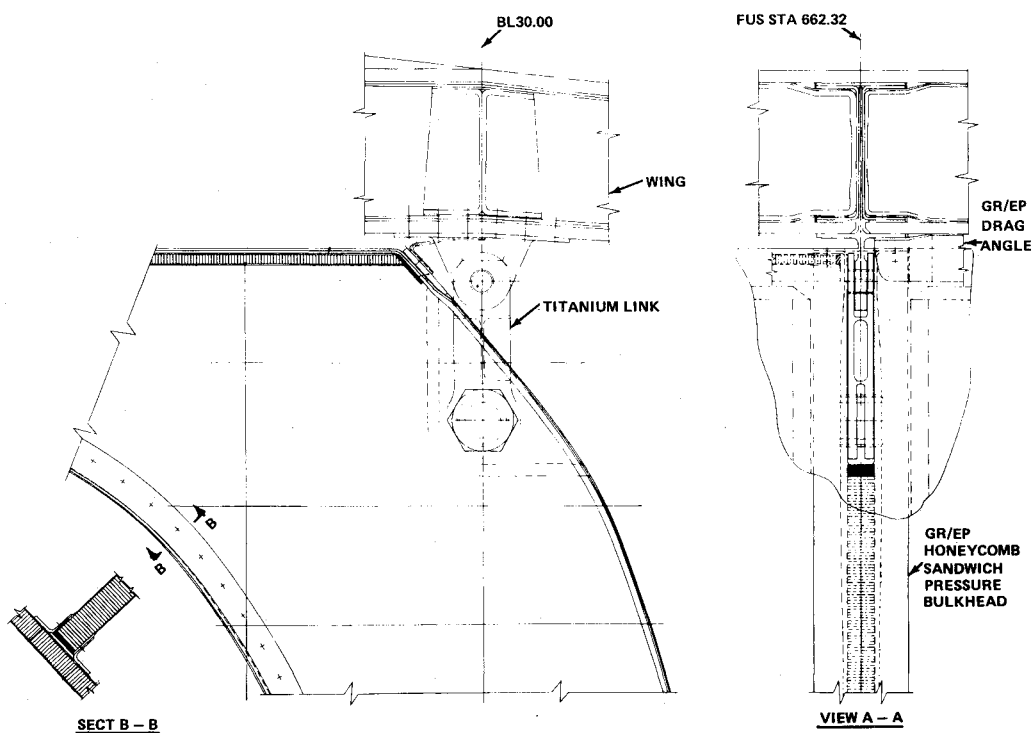 BL30.00
FUS STA 662.32
WING
GR/EP
DRAG
ANGLE
TITANIUM LINK
B
B
GR/EP
HONEYCOMB
SANDWICH
PRESSURE
BULKHEAD
SECT B – B
VIEW A – A